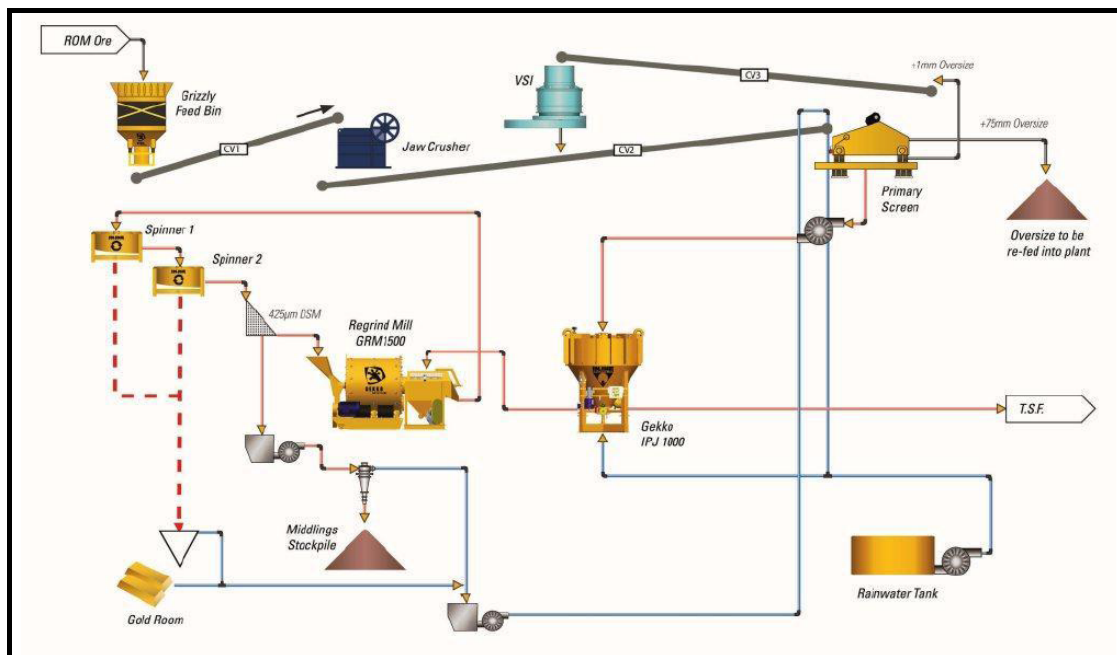 ROM Ore
Grizzly
Feed Bin
CV1
Jaw Crusher
VSI
CV3
CV2
+1mm Oversize
+75mm Oversize
Primary
Screen
Oversize to be
re-fed into plant
Spinner 1
Spinner 2
425µm DSM
Regrind Mill
GRM1500
GEKKO
Gekko
IPJ 1000
T.S.F.
Middlings
Stockpile
Gold Room
Rainwater Tank